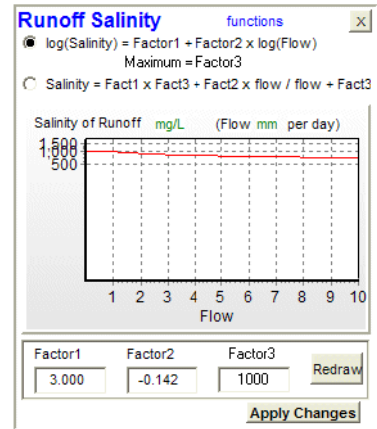 Runoff Salinity functions X
log(Salinity) = Factor1 + Factor2 x log(Flow)
Maximum = Factor3
Salinity = Fact1 x Fact3 + Fact2 x flow / flow + Fact3
Salinity of Runoff mg/L (Flow mm per day)
1,500
1,000
500
1 2 3 4 5 6 7 8 9 10
Flow
Factor1 Factor2 Factor3
3.000 -0.142 1000 Redraw
Apply Changes